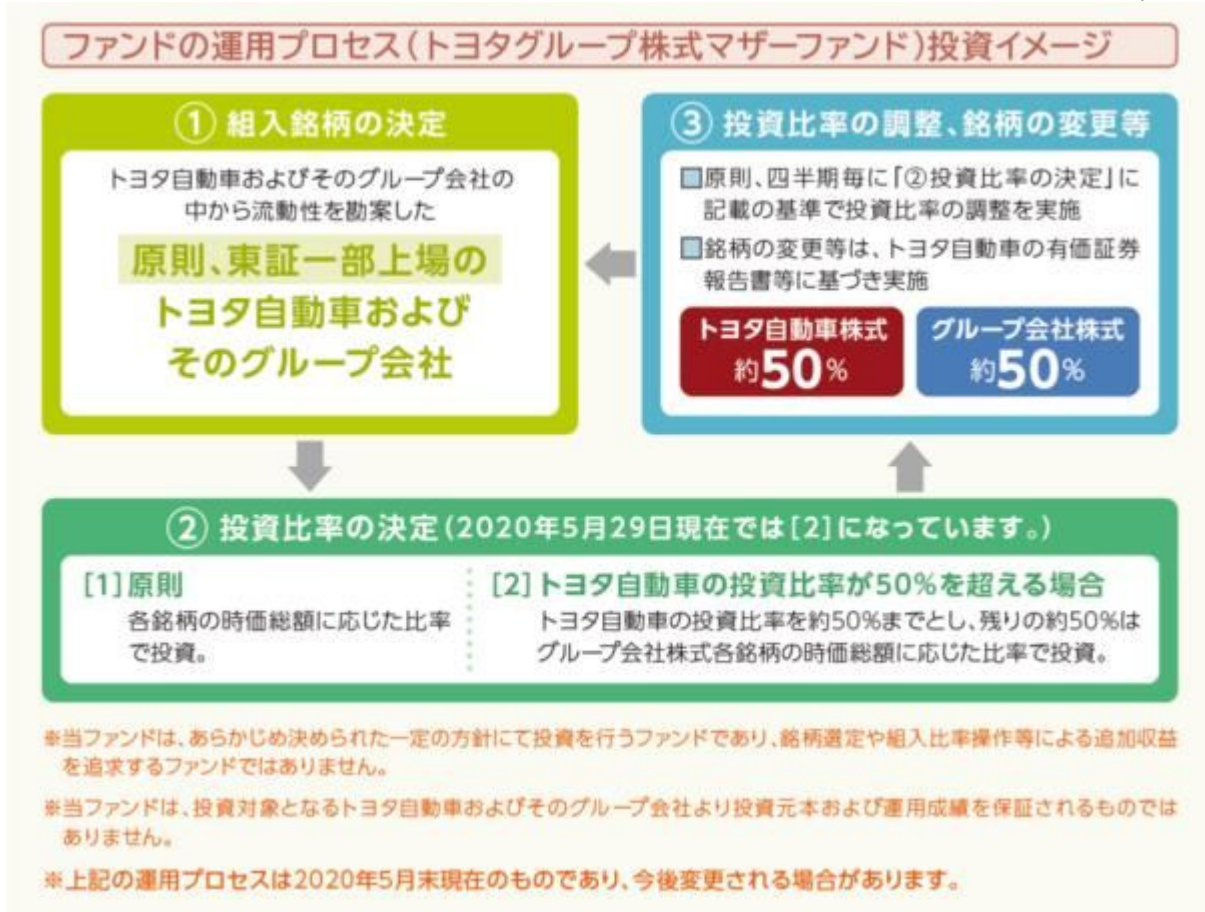 ファンドの運用プロセス(トヨタグループ株式マザーファンド)投資イメージ
① 組入銘柄の決定
トヨタ自動車およびそのグループ会社の
中から流動性を勘案した
原則、東証一部上場の
トヨタ自動車および
そのグループ会社
② 投資比率の決定(2020年5月29日現在では[2]になっています。)
[1]原則
各銘柄の時価総額に応じた比率
で投資。
[2]トヨタ自動車の投資比率が50%を超える場合
トヨタ自動車の投資比率を約50%までとし、残りの約50%は
グループ会社株式各銘柄の時価総額に応じた比率で投資。
③ 投資比率の調整、銘柄の変更等
原則、四半期毎に「②投資比率の決定」に
記載の基準で投資比率の調整を実施
銘柄の変更等は、トヨタ自動車の有価証券
報告書等に基づき実施
トヨタ自動車株式
約50%
グループ会社株式
約50%
※当ファンドは、あらかじめ決められた一定の方針にて投資を行うファンドであり、銘柄選定や組入比率操作等による追加収益
を追求するファンドではありません。
※当ファンドは、投資対象となるトヨタ自動車およびそのグループ会社より投資元本および運用成績を保証されるものでは
ありません。
※上記の運用プロセスは2020年5月末現在のものであり、今後変更される場合があります。